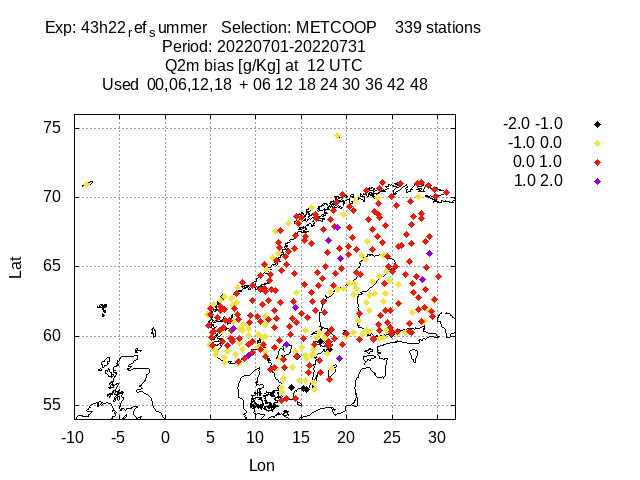 Exp: 43h22ref summer Selection: METCOOP 339 stations
Period: 20220701-20220731
Q2m bias [g/Kg] at 12 UTC
Used 00,06,12,18 + 06 12 18 24 30 36 42 48
-2.0 -1.0
-1.0 0.0
0.0 1.0
1.0 2.0
75
70
65
60
55
Lat
-10 -5 0 5 10 15 20 25 30
Lon